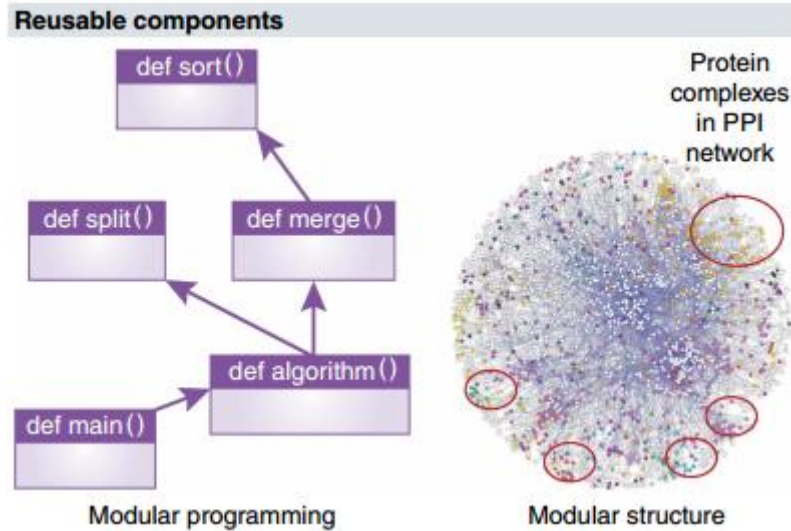 Reusable components
def sort()
def split()
def merge()
def algorithm()
def main()
Modular programming
Protein
complexes
in PPI
network
Modular structure